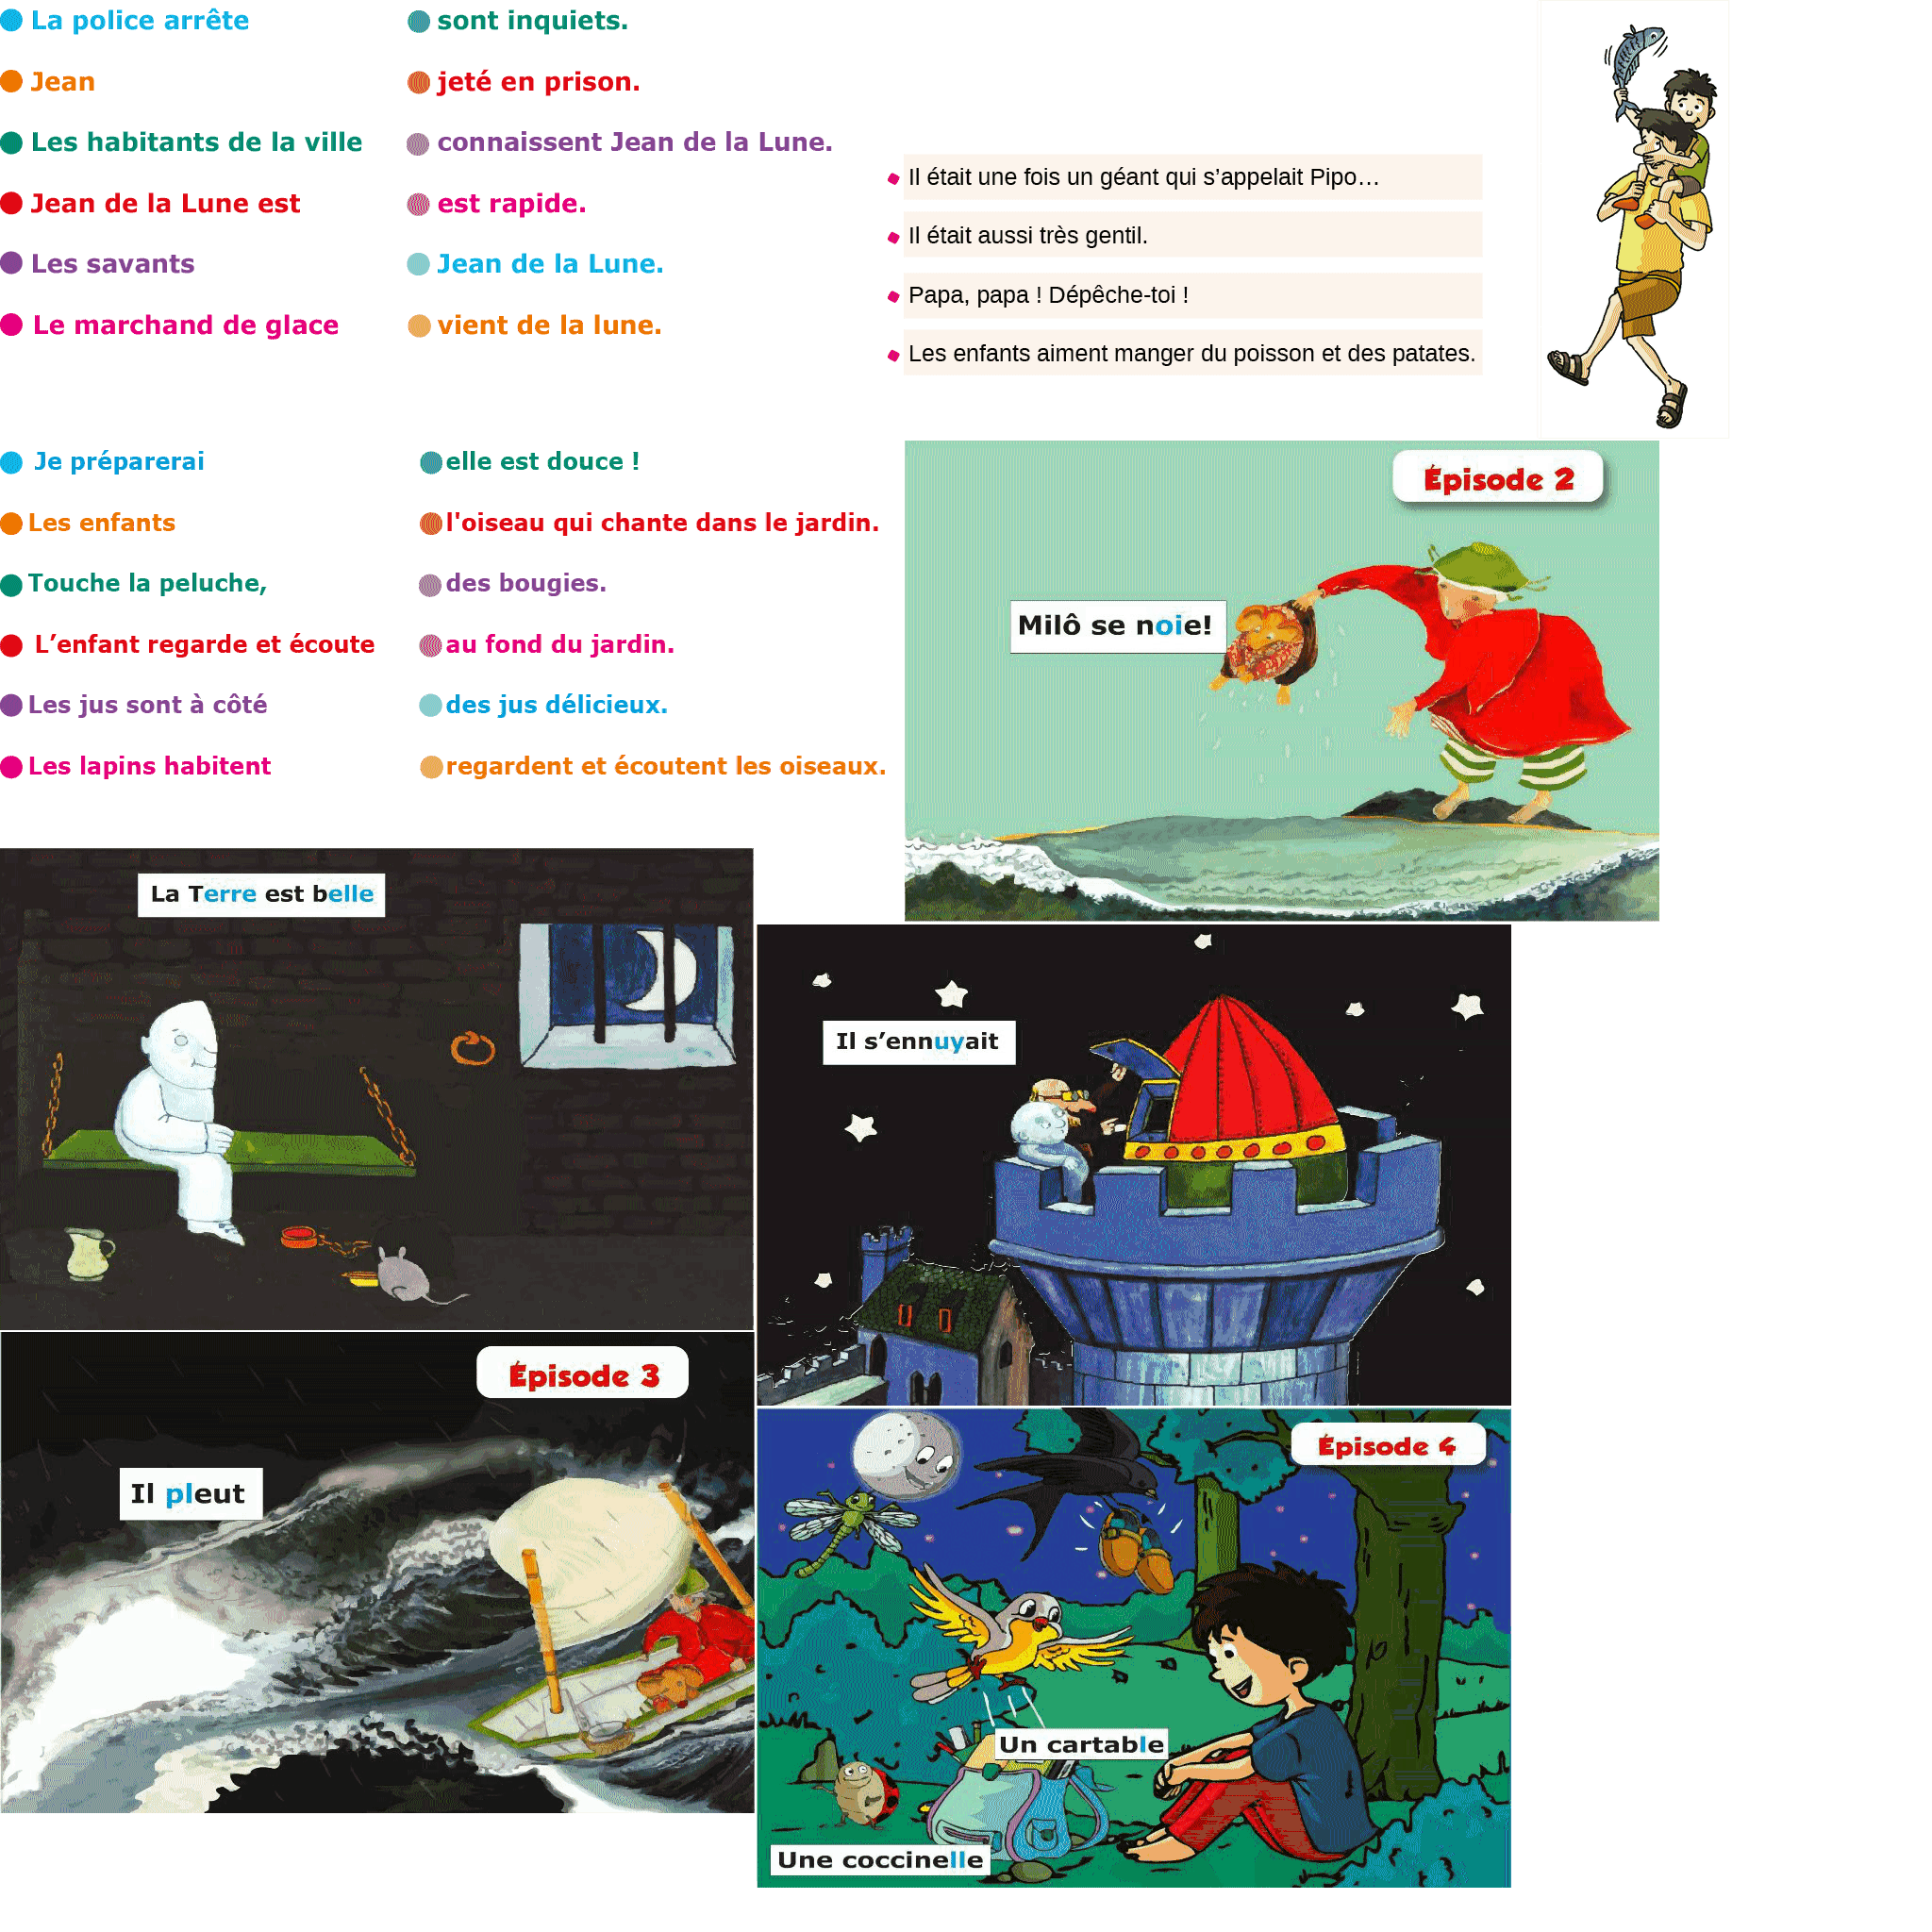 La police arrête
sont inquiets.
Jean
jeté en prison.
Les habitants de la ville
connaissent Jean de la Lune.
Jean de la Lune est
est rapide.
Les savants
Jean de la Lune.
Le marchand de glace
vient de la lune.
Il était une fois un géant qui s’appelait Pipo…
Il était aussi très gentil.
Papa, papa ! Dépêche-toi !
Les enfants aiment manger du poisson et des patates.
Je préparerai
elle est douce !
Les enfants
l'oiseau qui chante dans le jardin.
Touche la peluche,
des bougies.
L’enfant regarde et écoute
au fond du jardin.
Les jus sont à côté
des jus délicieux.
Les lapins habitent
regardent et écoutent les oiseaux.
Épisode 2
Milô se noie!
La Terre est belle
Il s’ennuyait
Épisode 3
Il pleut
Épisode 4
Un cartable
Une coccinelle